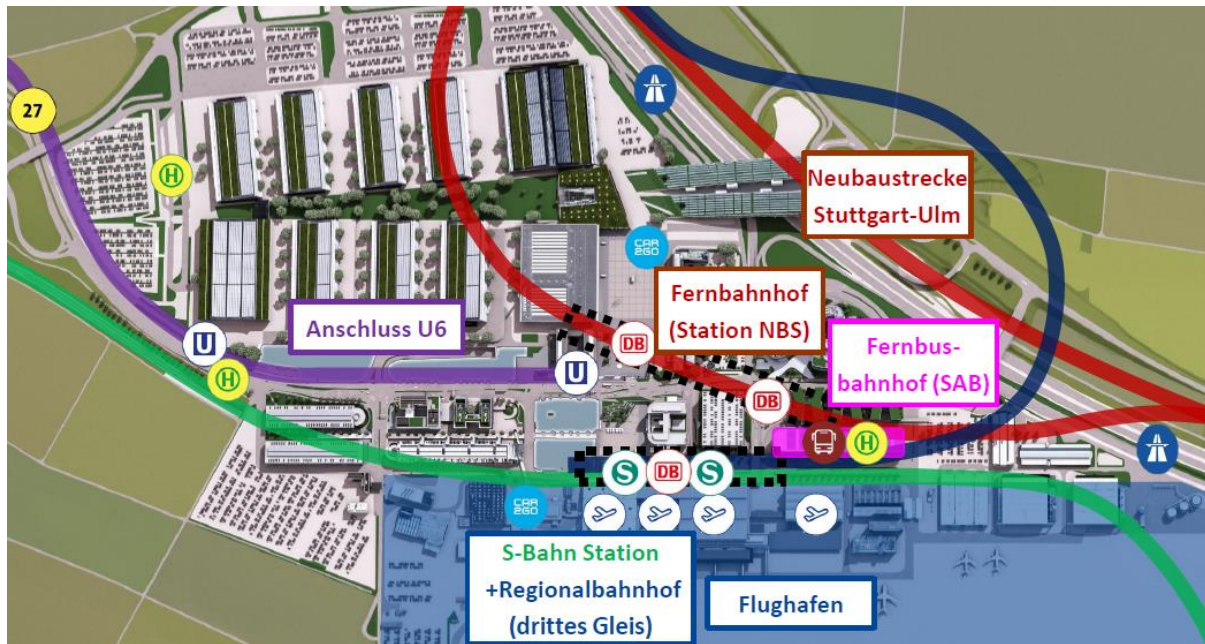 27
H
Neubaustrecke
Stuttgart-Ulm
CAR
2GO
Fernbahnhof
(Station NBS)
Anschluss U6
U
H
DB
U
Fernbus-
bahnhof (SAB)
DB
H
S
DB
S
CAR
2GO
S-Bahn Station
+Regionalbahnhof
(drittes Gleis)
Flughafen